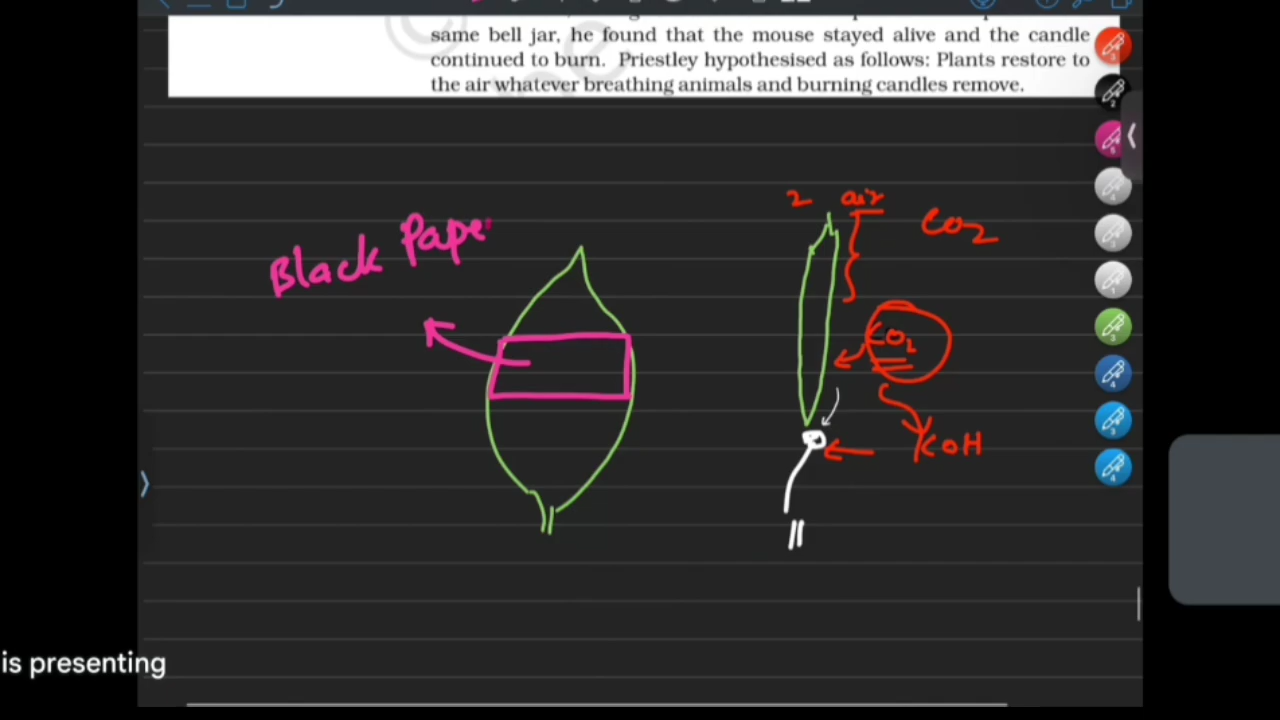 same bell jar, he found that the mouse stayed alive and the candle
continued to burn. Priestley hypothesised as follows: Plants restore to
the air whatever breathing animals and burning candles remove.
2 air
CO2
Black Pape
CO2
KOH
is presenting